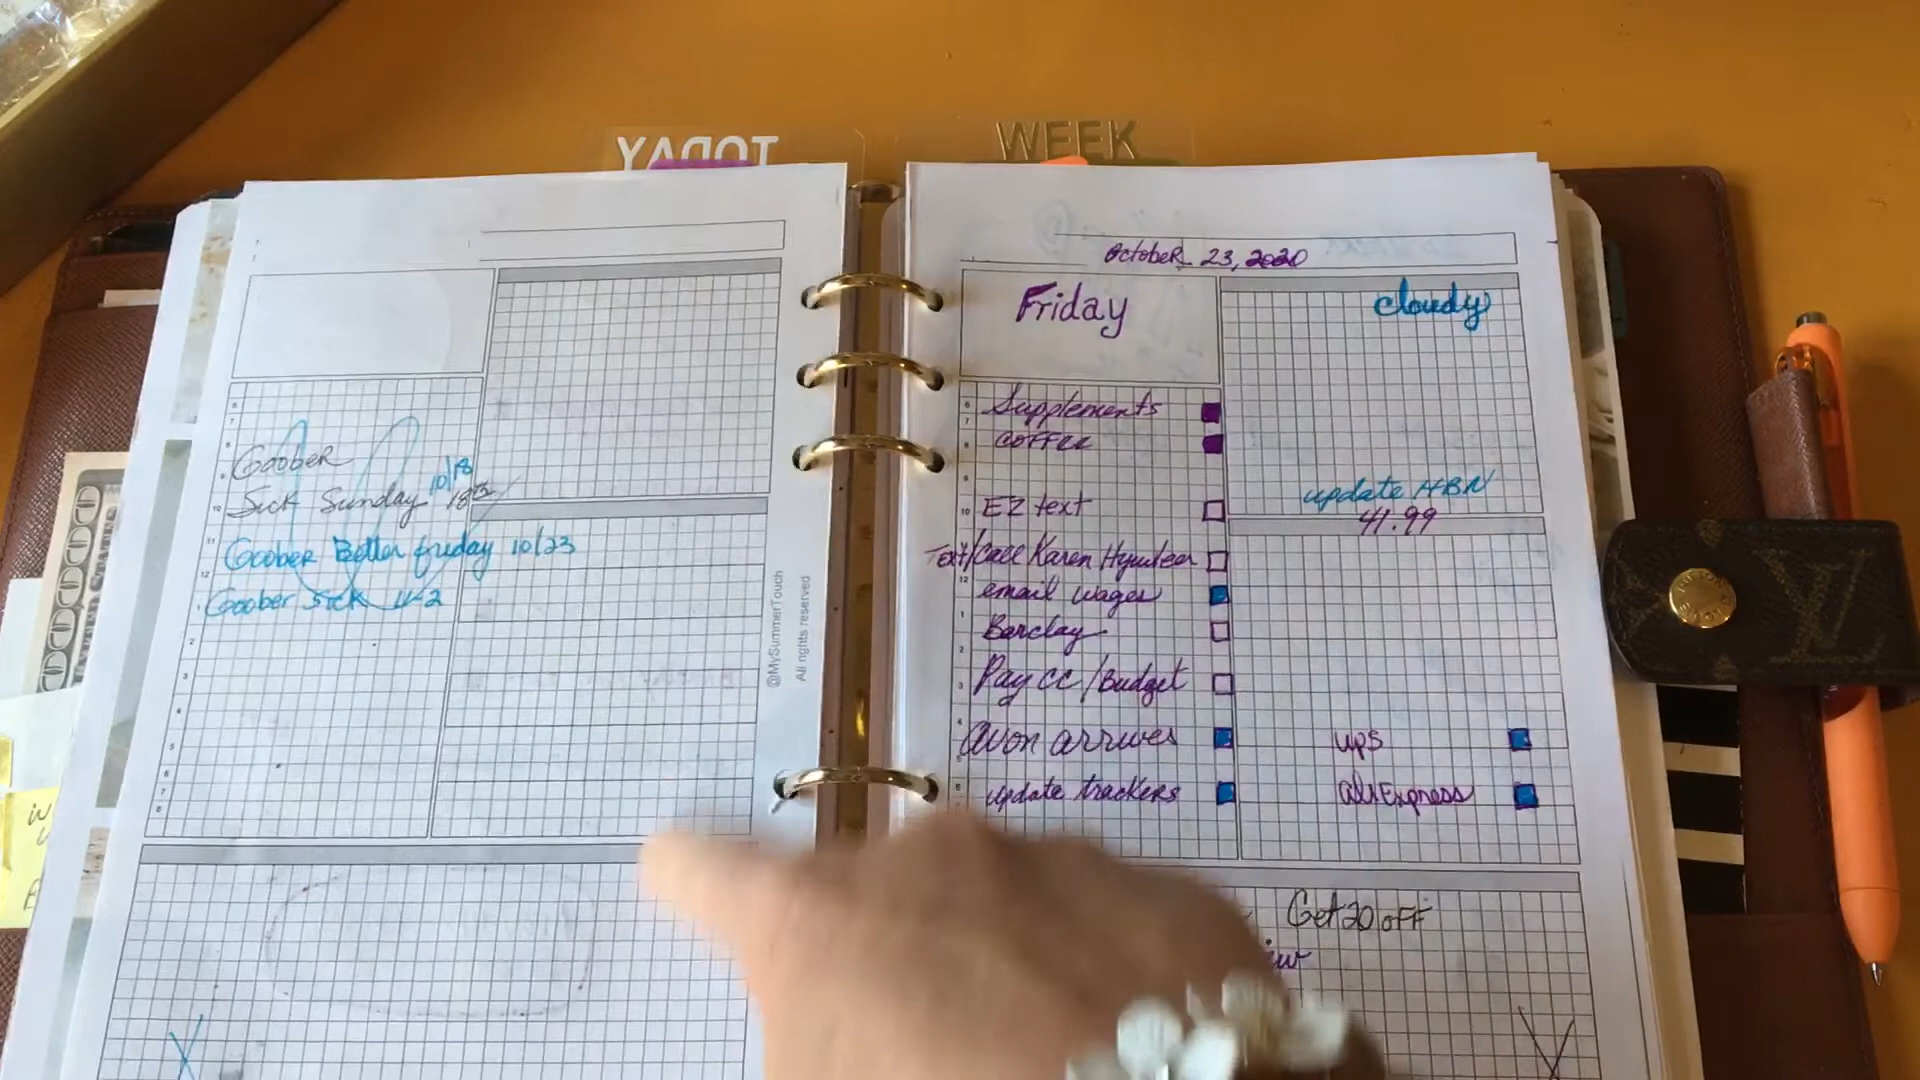 TODAY
WEEK
Goober
Sick Sunday 18th
10/18
Goober Better friday 10/23
Goober Sick 11-2
@MySummerTouch
All rights reserved
October 23, 2020
Friday
cloudy
Supplements
COFFEE
update HBN
41.99
EZ text
Text/Call Karen
email wages
Barclay
Pay CC/Budget
avon arrives
ups
update trackers
AliExpress
Get 20 off